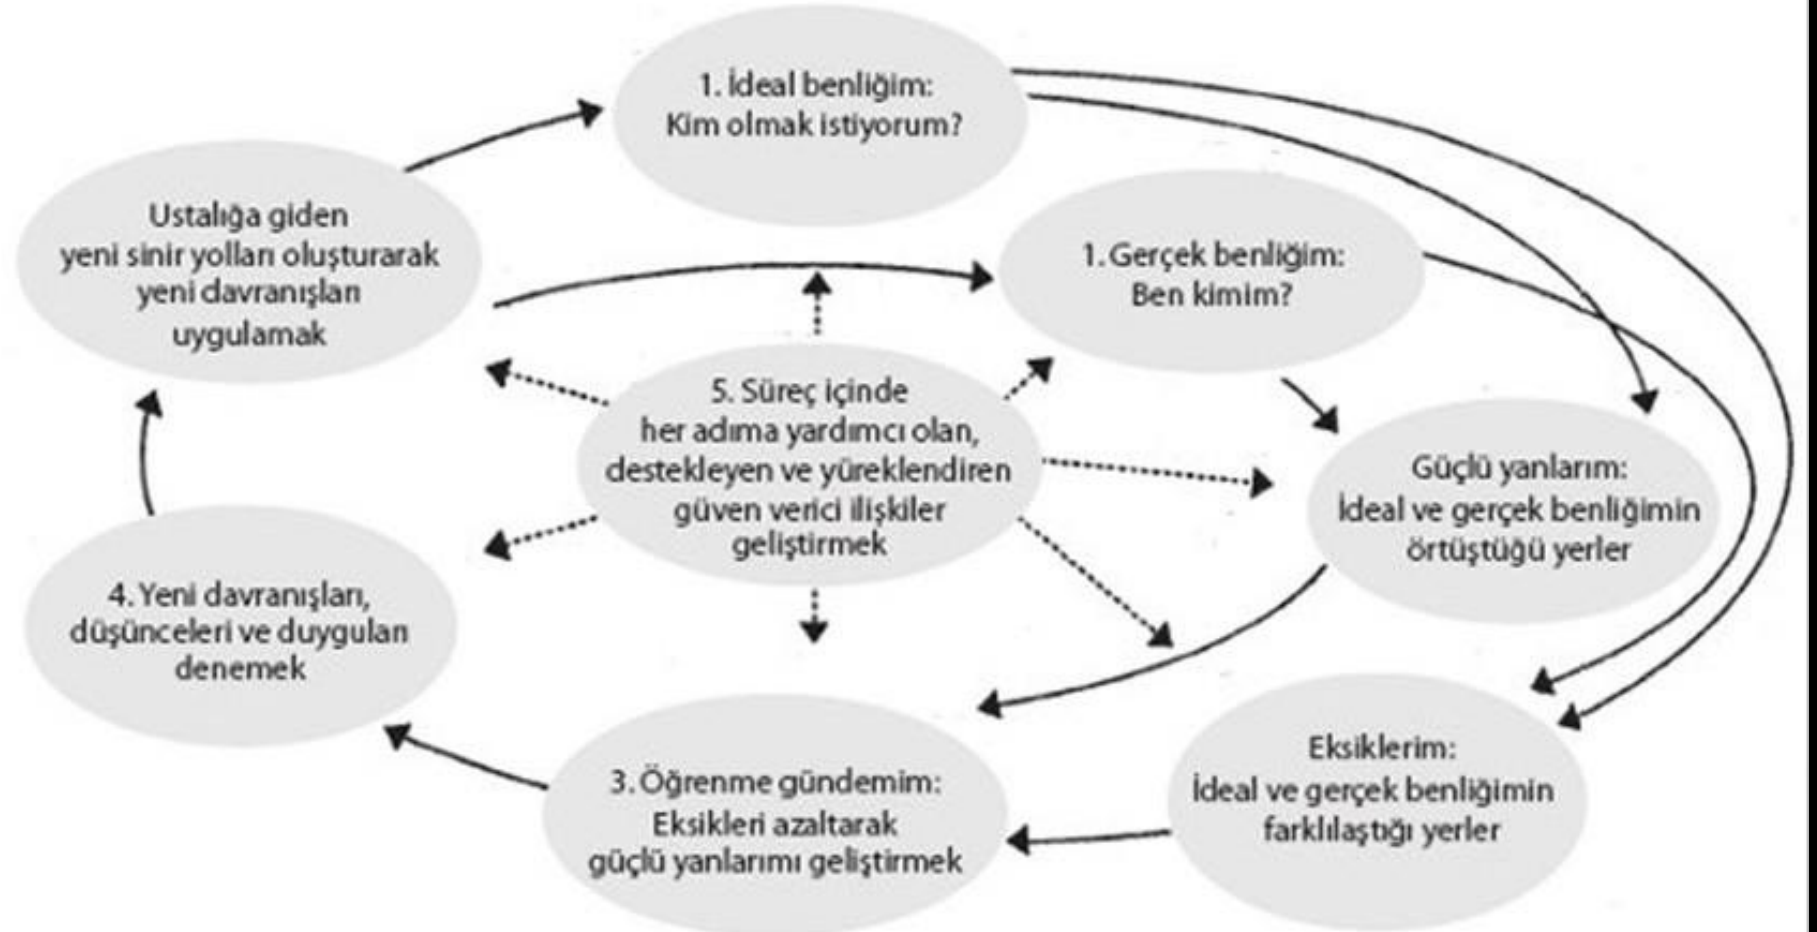 1. İdeal benliğim:
Kim olmak istiyorum?
1. Gerçek benliğim:
Ben kimim?
Güçlü yanlarım:
İdeal ve gerçek benliğimin
örtüştüğü yerler
Eksiklerim:
İdeal ve gerçek benliğimin
farklılaştığı yerler
3. Öğrenme gündemim:
Eksikleri azaltarak
güçlü yanlarımı geliştirmek
4. Yeni davranışları,
düşünceleri ve duyguları
denemek
Ustalığa giden
yeni sinir yolları oluşturarak
yeni davranışları
uygulamak
5. Süreç içinde
her adıma yardımcı olan,
destekleyen ve yüreklendiren
güven verici ilişkiler
geliştirmek